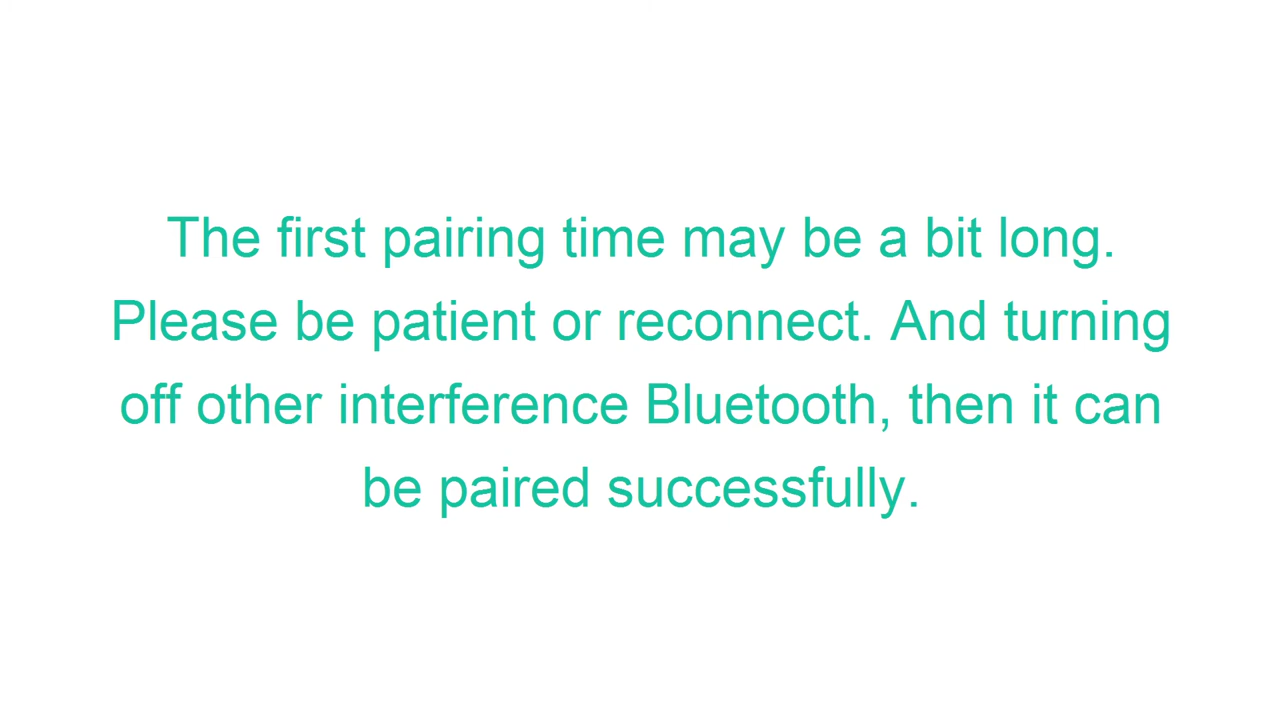 The first pairing time may be a bit long.
Please be patient or reconnect. And turning
off other interference Bluetooth, then it can
be paired successfully.